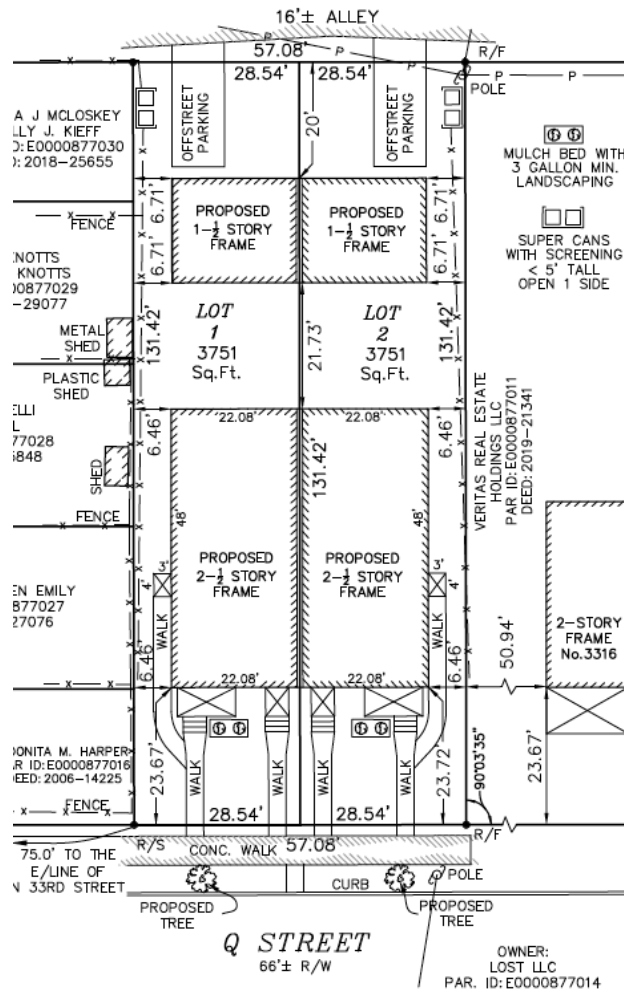 16'± ALLEY
57.08'
P
P
R/F
28.54'
28.54'
P
P
POLE
OFFSTREET
PARKING
OFFSTREET
PARKING
20'
A J MCLOSKEY
LLY J. KIEFF
D: E0000877030
D: 2018-25655
MULCH BED WITH
3 GALLON MIN.
LANDSCAPING
6.71'
PROPOSED
1-½ STORY
FRAME
PROPOSED
1-½ STORY
FRAME
6.71'
FENCE
SUPER CANS
WITH SCREENING
< 5' TALL
OPEN 1 SIDE
6.71'
6.71'
KNOTTS
KNOTTS
0000877029
-29077
LOT
1
3751
Sq.Ft.
LOT
2
3751
Sq.Ft.
131.42'
21.73'
131.42'
METAL
SHED
PLASTIC
SHED
ELLI
L
77028
6848
22.08'
22.08'
6.46'
6.46'
131.42'
VERITAS REAL ESTATE
HOLDINGS LLC
PAR ID: E0000877011
DEED: 2019-21341
SHED
FENCE
48'
48'
PROPOSED
2-½ STORY
FRAME
PROPOSED
2-½ STORY
FRAME
3'
4'
3'
4'
EN EMILY
877027
27076
WALK
WALK
2-STORY
FRAME
No.3316
50.94'
6.46'
22.08'
22.08'
6.46'
DONITA M. HARPER
AR ID: E0000877016
DEED: 2006-14225
23.67'
WALK
WALK
23.72'
90°03'35"
23.67'
FENCE
28.54'
28.54'
R/S
CONC. WALK
57.08'
R/F
75.0' TO THE
E/LINE OF
N 33RD STREET
POLE
CURB
PROPOSED
TREE
PROPOSED
TREE
Q STREET
66'± R/W
OWNER:
LOST LLC
PAR. ID: E0000877014